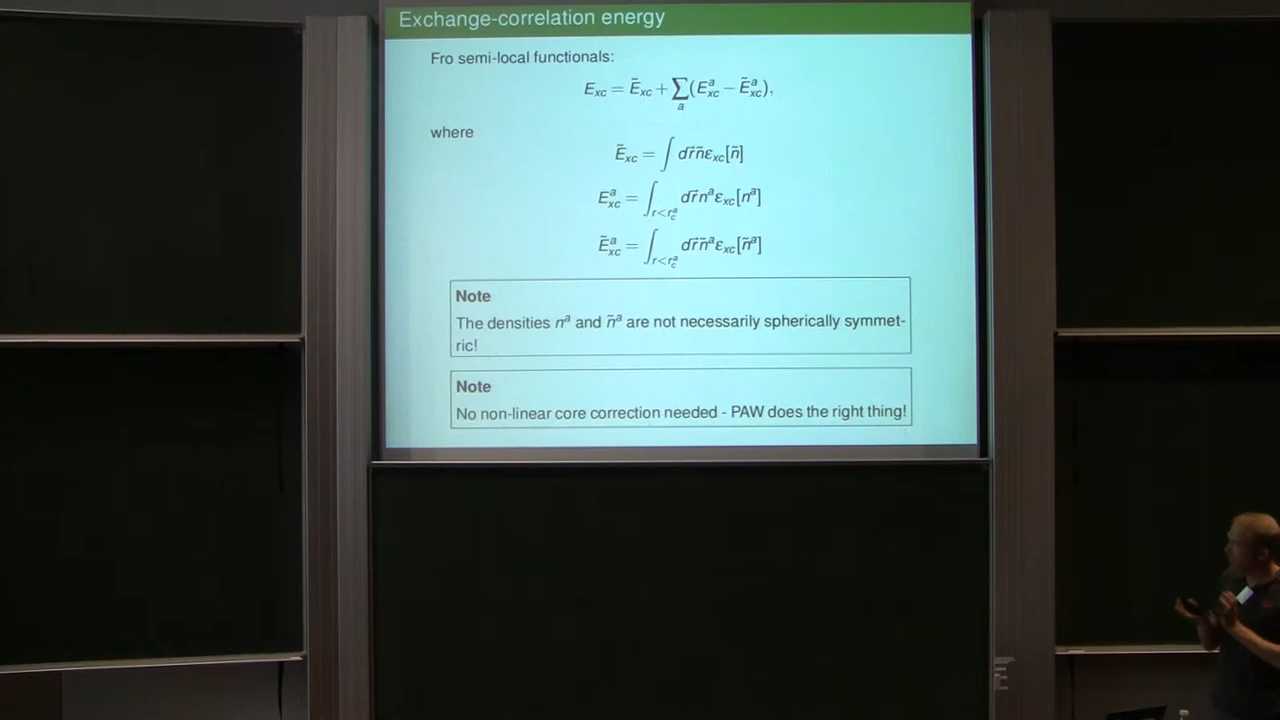 Exchange-correlation energy
Fro semi-local functionals:
E_xc = Ẽ_xc + ∑_a (E^a_xc − Ẽ^a_xc),
where
Ẽ_xc = ∫ dr⃗ ñ ε_xc[ñ]
E^a_xc = ∫_{r<r^a_c} dr⃗ n^a ε_xc[n^a]
Ẽ^a_xc = ∫_{r<r^a_c} dr⃗ ñ^a ε_xc[ñ^a]
Note
The densities n^a and ñ^a are not necessarily spherically symmet-
ric!
Note
No non-linear core correction needed - PAW does the right thing!